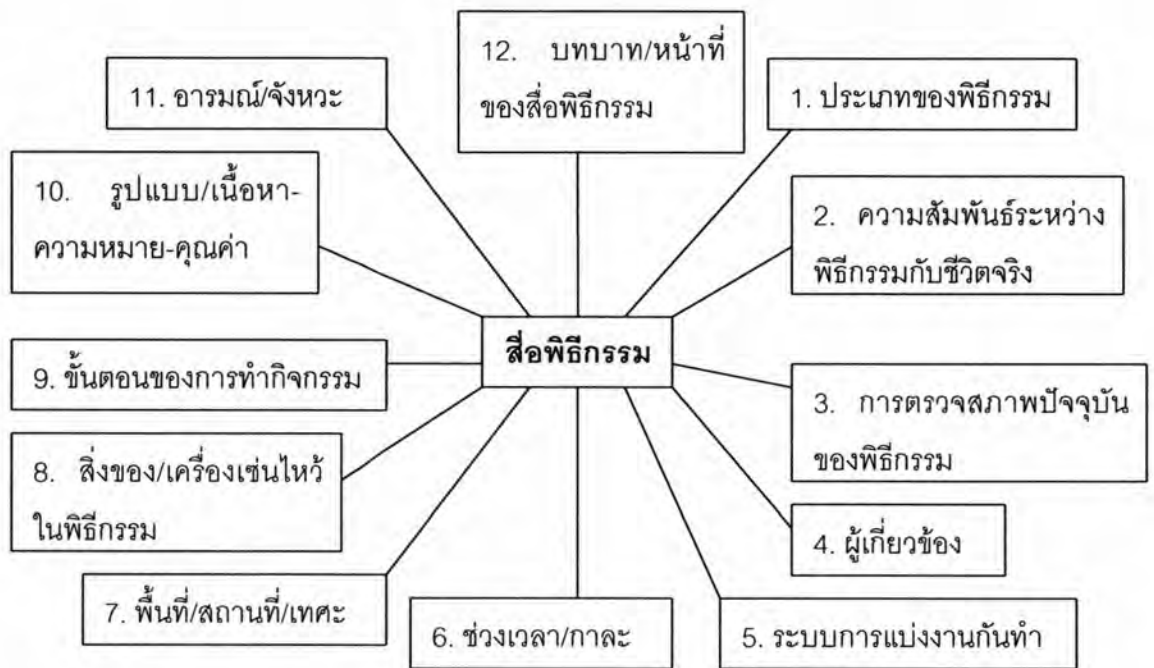 12. บทบาท/หน้าที่
ของสื่อพิธีกรรม
11. อารมณ์/จังหวะ
1. ประเภทของพิธีกรรม
10. รูปแบบ/เนื้อหา-
ความหมาย-คุณค่า
2. ความสัมพันธ์ระหว่าง
พิธีกรรมกับชีวิตจริง
สื่อพิธีกรรม
9. ขั้นตอนของการทำกิจกรรม
3. การตรวจสภาพปัจจุบัน
ของพิธีกรรม
8. สิ่งของ/เครื่องเซ่นไหว้
ในพิธีกรรม
4. ผู้เกี่ยวข้อง
7. พื้นที่/สถานที่/เทศะ
6. ช่วงเวลา/กาละ
5. ระบบการแบ่งงานกันทำ